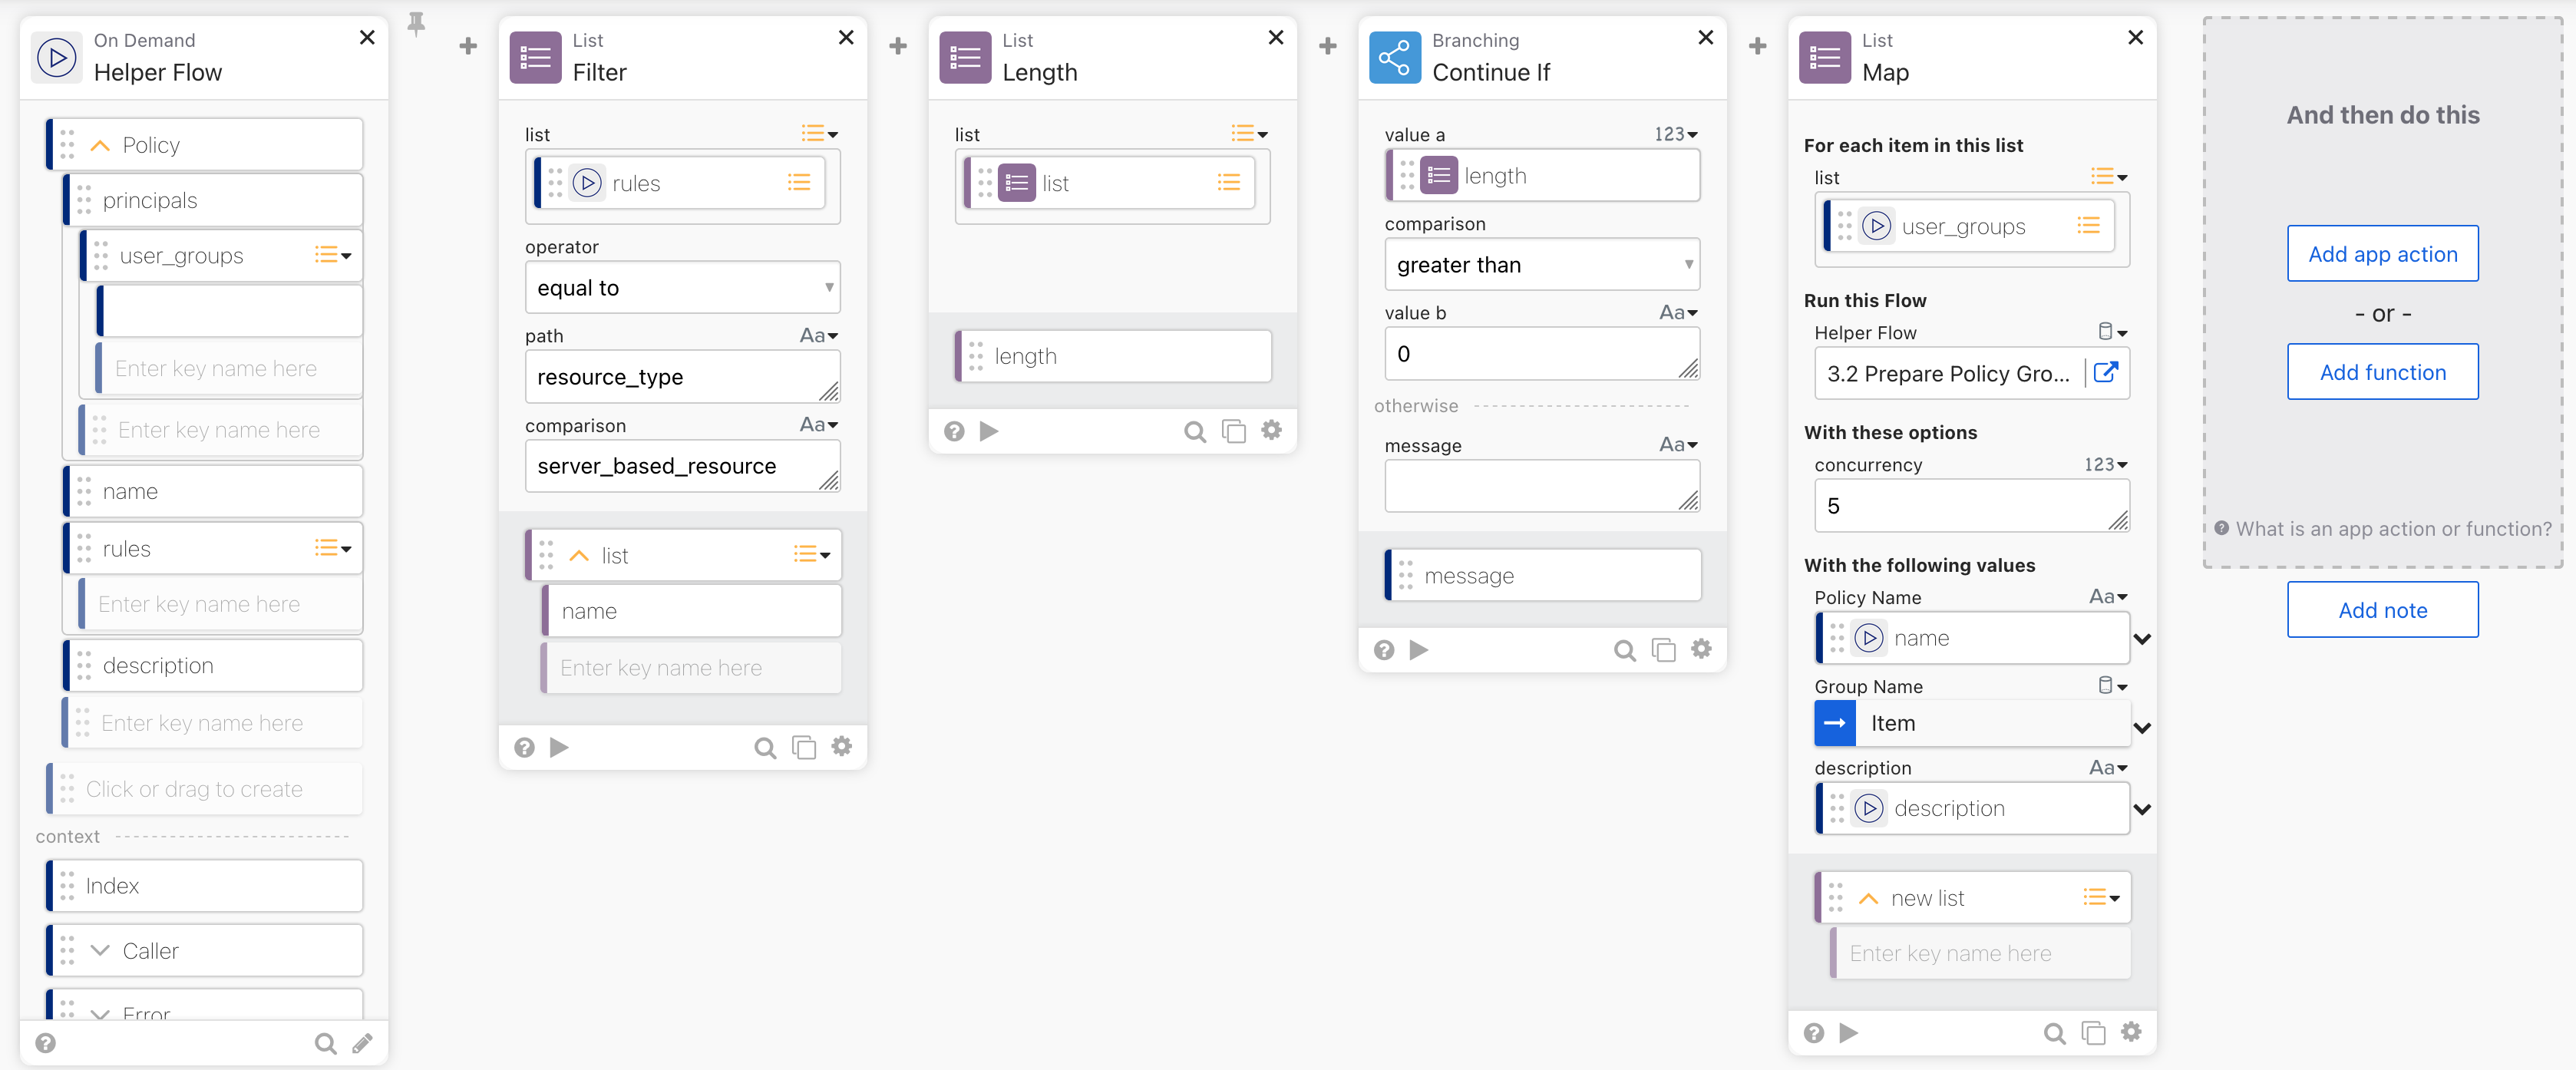 On Demand
Helper Flow
Policy
principals
user_groups
Enter key name here
Enter key name here
name
rules
Enter key name here
description
Enter key name here
Click or drag to create
context
Index
Caller
Error
List
Filter
list
rules
operator
equal to
path
Aa
resource_type
comparison
Aa
server_based_resource
list
name
Enter key name here
List
Length
list
list
length
Branching
Continue If
value a
123
length
comparison
greater than
value b
Aa
0
otherwise
message
Aa
message
List
Map
For each item in this list
list
user_groups
Run this Flow
Helper Flow
3.2 Prepare Policy Gro...
With these options
concurrency
123
5
With the following values
Policy Name
Aa
name
Group Name
Item
description
Aa
description
new list
Enter key name here
And then do this
Add app action
- or -
Add function
What is an app action or function?
Add note